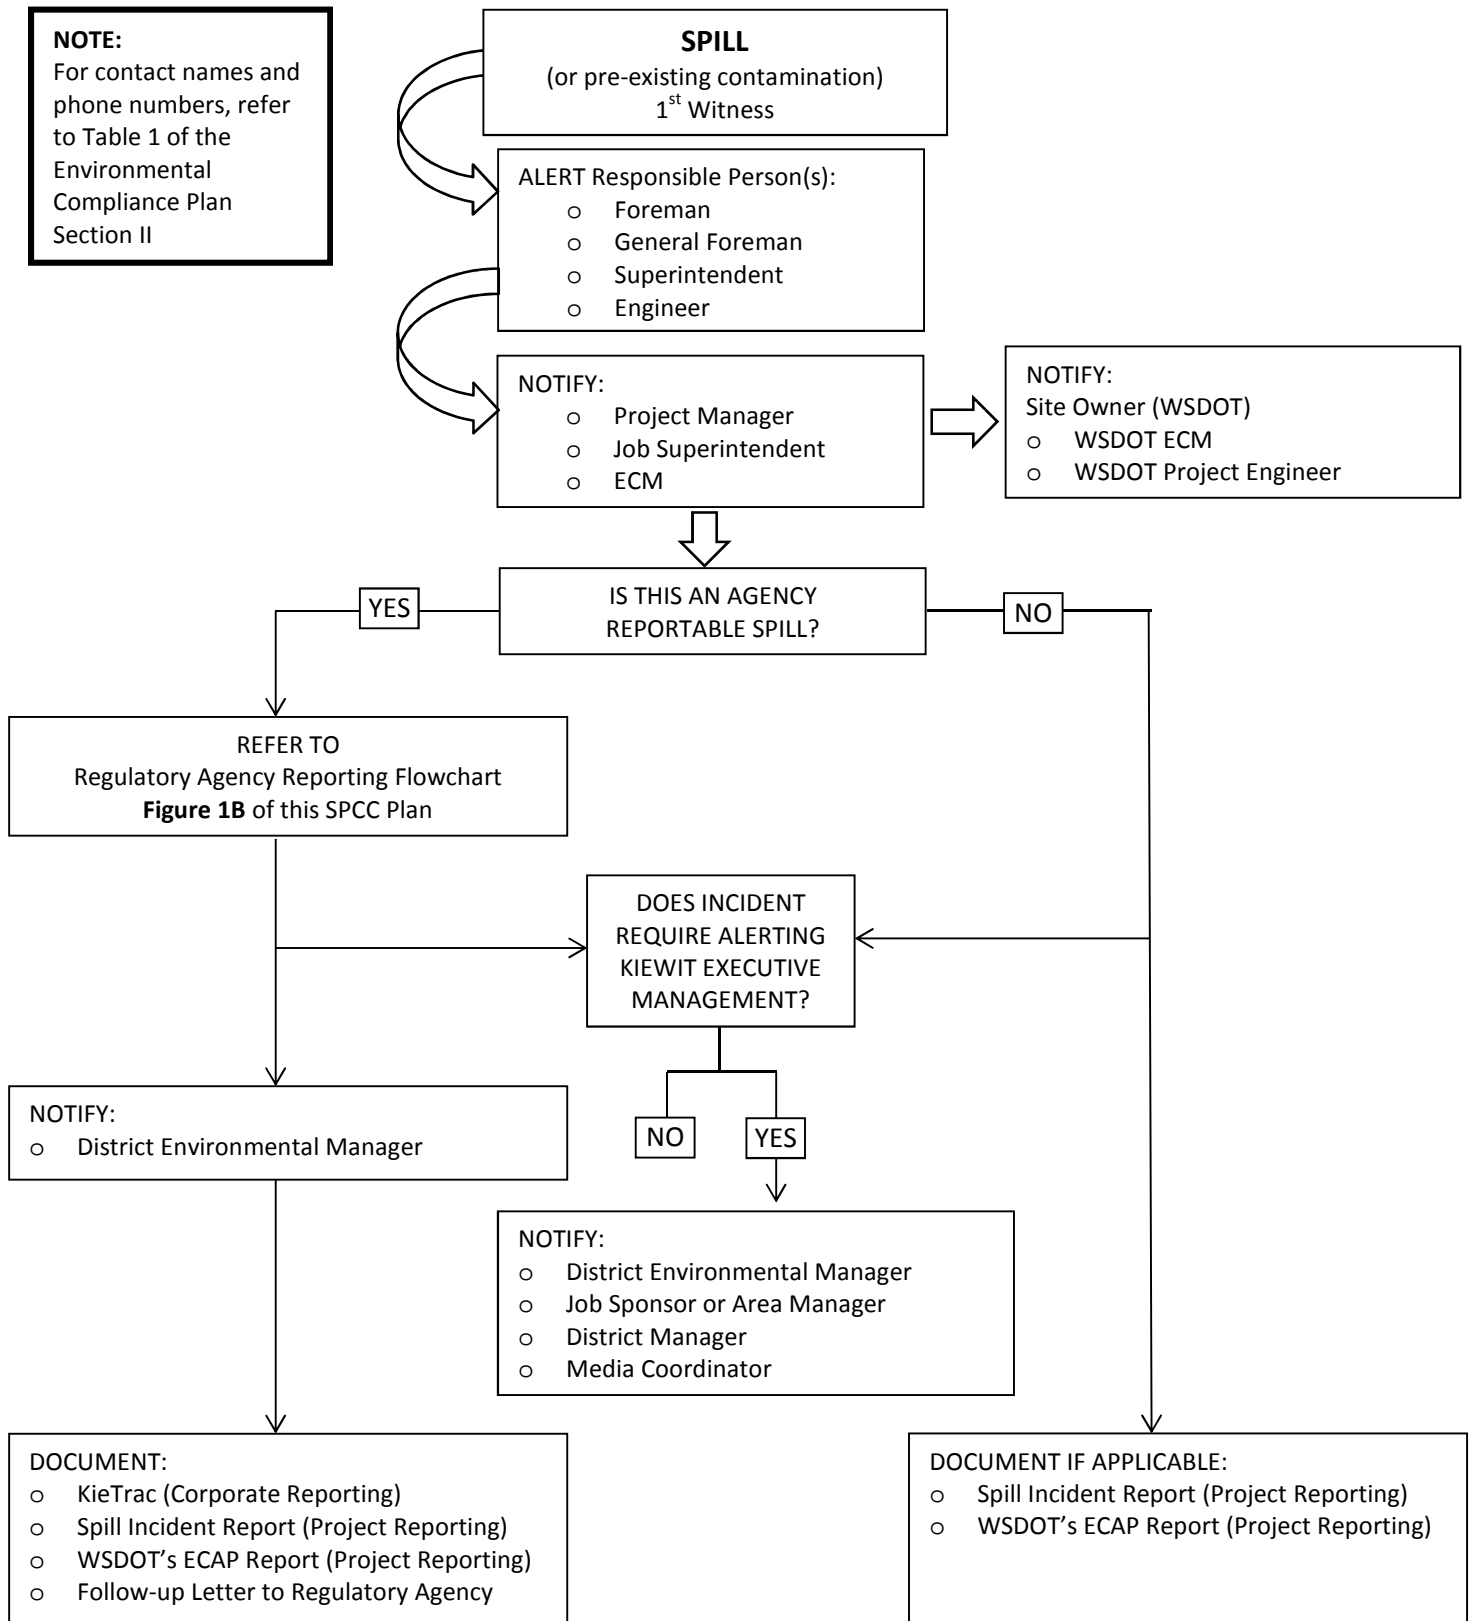 NOTE:
For contact names and
phone numbers, refer
to Table 1 of the
Environmental
Compliance Plan
Section II
SPILL
(or pre-existing contamination)
1st Witness
ALERT Responsible Person(s):
o Foreman
o General Foreman
o Superintendent
o Engineer
NOTIFY:
o Project Manager
o Job Superintendent
o ECM
NOTIFY:
Site Owner (WSDOT)
o WSDOT ECM
o WSDOT Project Engineer
IS THIS AN AGENCY
REPORTABLE SPILL?
YES
NO
REFER TO
Regulatory Agency Reporting Flowchart
Figure 1B of this SPCC Plan
DOES INCIDENT
REQUIRE ALERTING
KIEWIT EXECUTIVE
MANAGEMENT?
NOTIFY:
o District Environmental Manager
NO
YES
NOTIFY:
o District Environmental Manager
o Job Sponsor or Area Manager
o District Manager
o Media Coordinator
DOCUMENT:
o KieTrac (Corporate Reporting)
o Spill Incident Report (Project Reporting)
o WSDOT’s ECAP Report (Project Reporting)
o Follow-up Letter to Regulatory Agency
DOCUMENT IF APPLICABLE:
o Spill Incident Report (Project Reporting)
o WSDOT’s ECAP Report (Project Reporting)